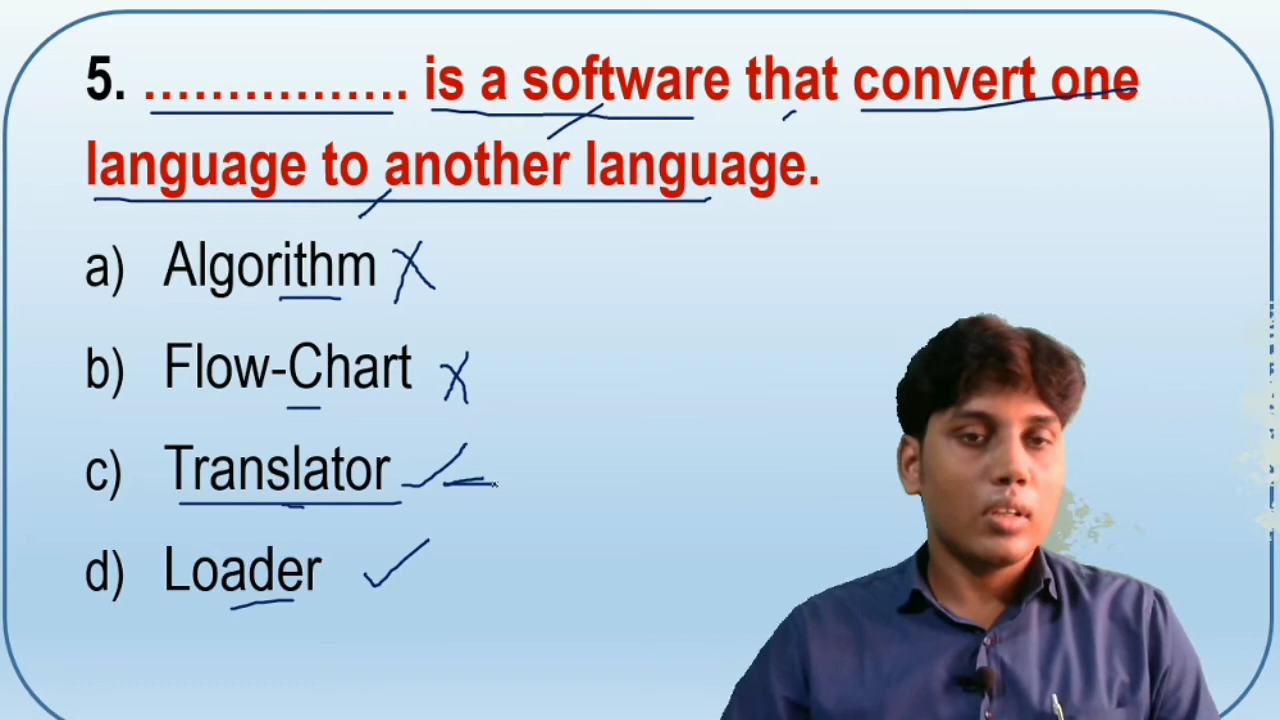 5. ................ is a software that convert one
language to another language.
a) Algorithm
b) Flow-Chart
c) Translator
d) Loader